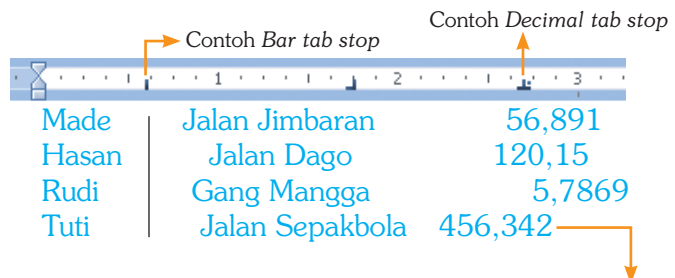 Contoh Decimal tab stop
Contoh Bar tab stop
1 2 3
Made Jalan Jimbaran 56,891
Hasan Jalan Dago 120,15
Rudi Gang Mangga 5,7869
Tuti Jalan Sepakbola 456,342